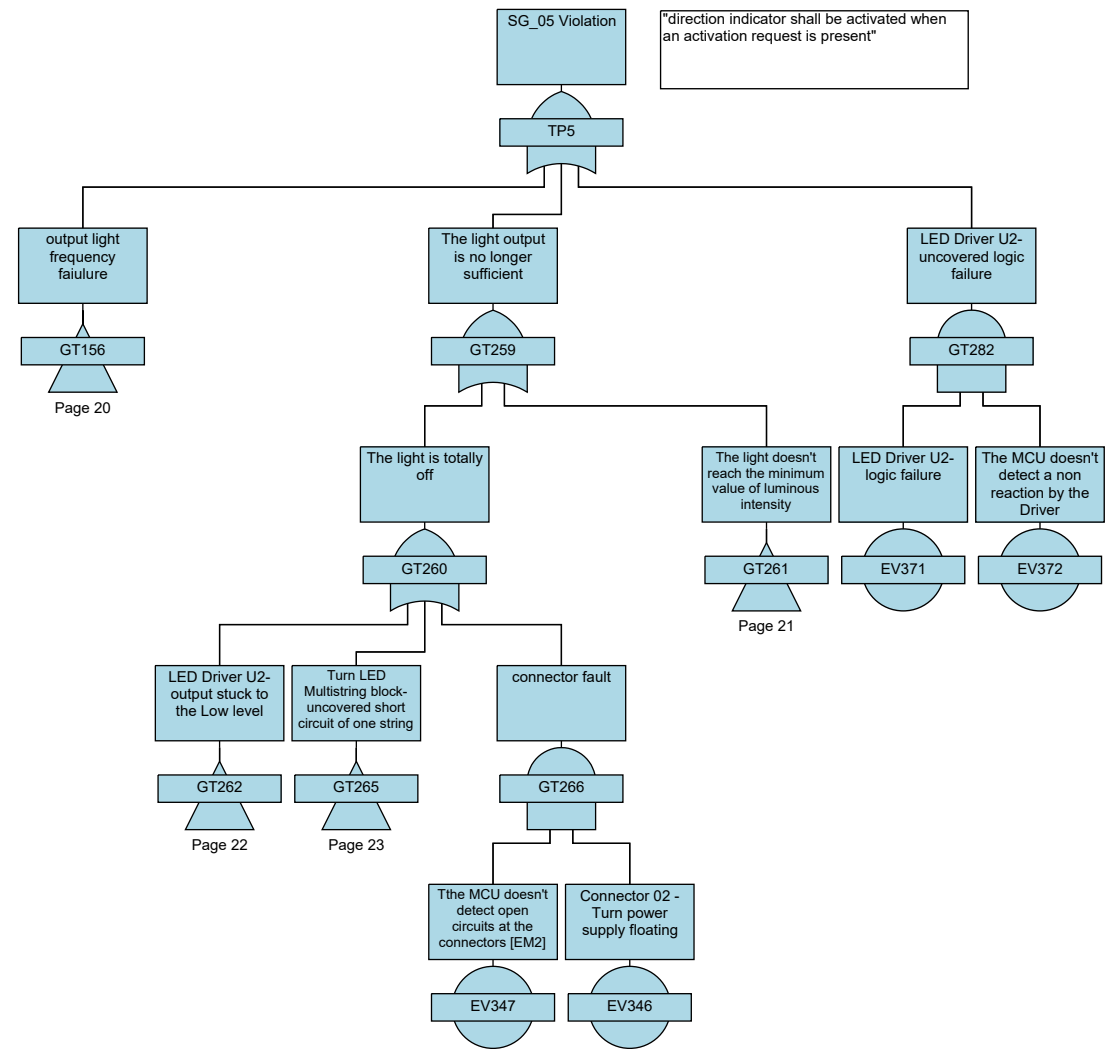 SG_05 Violation
"direction indicator shall be activated when
an activation request is present"
TP5
output light
frequency
faiulure
GT156
Page 20
The light output
is no longer
sufficient
GT259
LED Driver U2-
uncovered logic
failure
GT282
The light is totally
off
GT260
The light doesn't
reach the minimum
value of luminous
intensity
GT261
Page 21
LED Driver U2-
logic failure
EV371
The MCU doesn't
detect a non
reaction by the
Driver
EV372
LED Driver U2-
output stuck to
the Low level
GT262
Page 22
Turn LED
Multistring block-
uncovered short
circuit of one string
GT265
Page 23
connector fault
GT266
Tthe MCU doesn't
detect open
circuits at the
connectors [EM2]
EV347
Connector 02 -
Turn power
supply floating
EV346